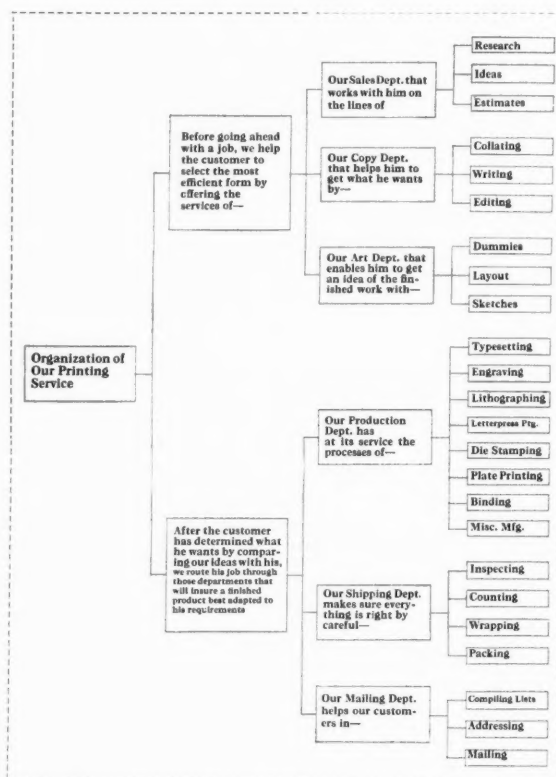 Organization of
Our Printing
Service
Before going ahead
with a job, we help
the customer to
select the most
efficient form by
offering the
services of—
Our Sales Dept. that
works with him on
the lines of
Research
Ideas
Estimates
Our Copy Dept.
that helps him to
get what he wants
by—
Collating
Writing
Editing
Our Art Dept. that
enables him to get
an idea of the fin-
ished work with—
Dummies
Layout
Sketches
After the customer
has determined what
he wants by compar-
ing our ideas with his,
we route his job through
those departments that
will insure a finished
product best adapted to
his requirements
Our Production
Dept. has
at its service the
processes of—
Typesetting
Engraving
Lithographing
Letterpress Ptg.
Die Stamping
Plate Printing
Binding
Misc. Mfg.
Our Shipping Dept.
makes sure every-
thing is right by
careful—
Inspecting
Counting
Wrapping
Packing
Our Mailing Dept.
helps our custom-
ers in—
Compiling Lists
Addressing
Mailing